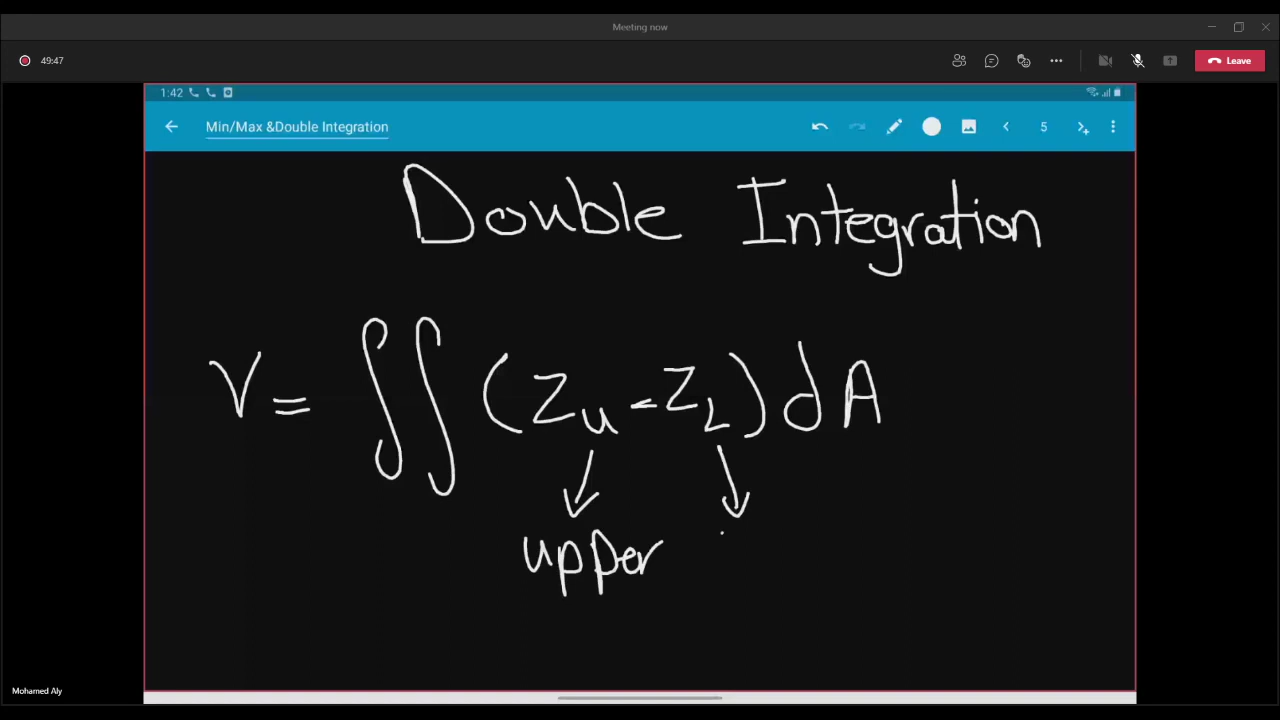 Meeting now
49:47
Leave
1:42
Min/Max &Double Integration
5
Double Integration
V = ∬ (Zu - ZL) dA
upper
Mohamed Aly